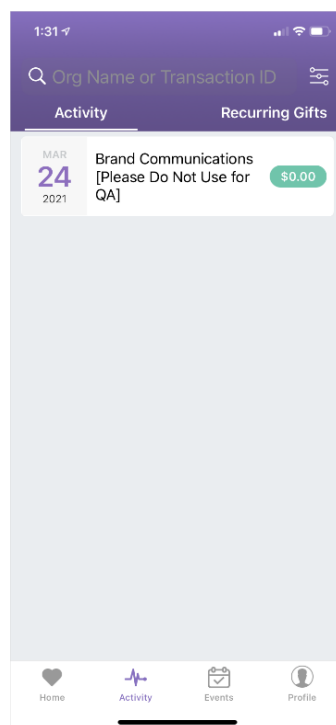 1:31
Org Name or Transaction ID
Activity
Recurring Gifts
MAR
24
2021
Brand Communications
[Please Do Not Use for
QA]
$0.00
Home
Activity
Events
Profile